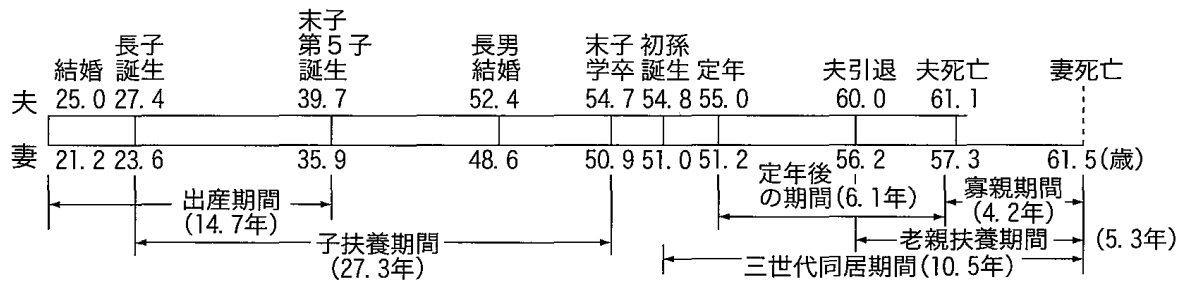 末子
第5子
誕生
長子
誕生
長男
結婚
末子
学卒
初孫
誕生
結婚
定年
夫引退
夫死亡
妻死亡
夫 25.0 27.4 39.7 52.4 54.7 54.8 55.0 60.0 61.1
妻 21.2 23.6 35.9 48.6 50.9 51.0 51.2 56.2 57.3 61.5(歳)
出産期間
(14.7年)
定年後
の期間(6.1年)
寡親期間
(4.2年)
子扶養期間
(27.3年)
老親扶養期間 (5.3年)
三世代同居期間(10.5年)